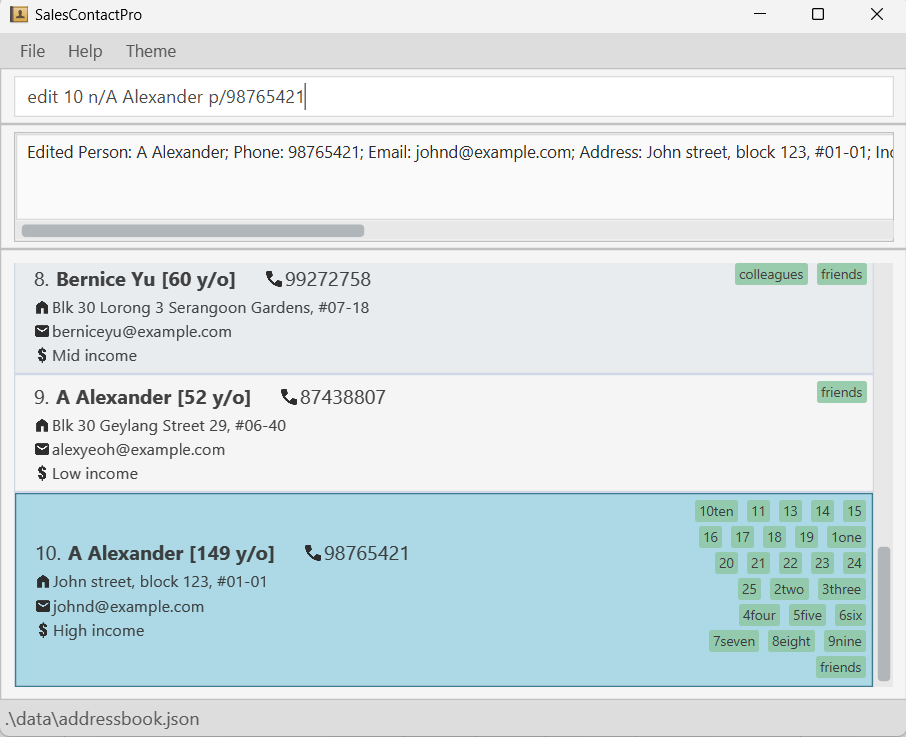 SalesContactPro
File Help Theme
edit 10 n/A Alexander p/98765421
Edited Person: A Alexander; Phone: 98765421; Email: johnd@example.com; Address: John street, block 123, #01-01; Inc
8. Bernice Yu [60 y/o] 99272758 colleagues friends
Blk 30 Lorong 3 Serangoon Gardens, #07-18
berniceyu@example.com
$ Mid income
9. A Alexander [52 y/o] 87438807 friends
Blk 30 Geylang Street 29, #06-40
alexyeoh@example.com
$ Low income
10. A Alexander [149 y/o] 98765421
John street, block 123, #01-01
johnd@example.com
$ High income
10ten 11 13 14 15
16 17 18 19 1one
20 21 22 23 24
25 2two 3three
4four 5five 6six
7seven 8eight 9nine
friends
.\data\addressbook.json